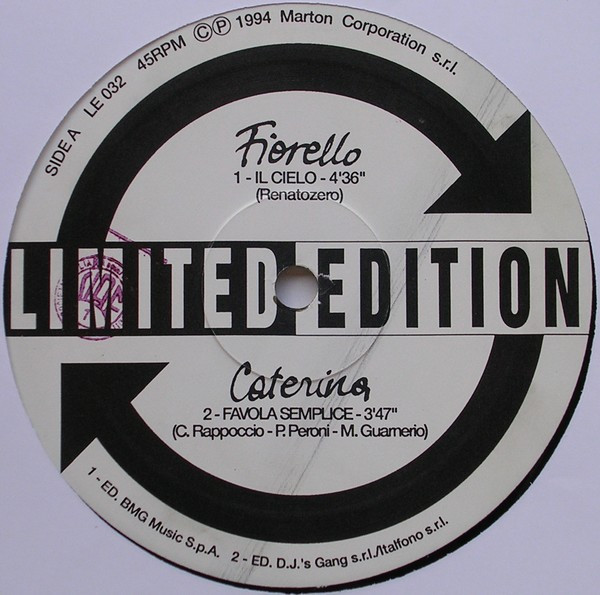 SIDE A LE 032 45RPM ©℗ 1994 Marton Corporation s.r.l.
Fiorello
1 - IL CIELO - 4'36"
(Renatozero)
LIMITED EDITION
Caterina
2 - FAVOLA SEMPLICE - 3'47"
(C. Rappoccio - P. Peroni - M. Guarnerio)
1 - ED. BMG Music S.p.A. 2 - ED. D.J.'s Gang s.r.l./Italfono s.r.l.